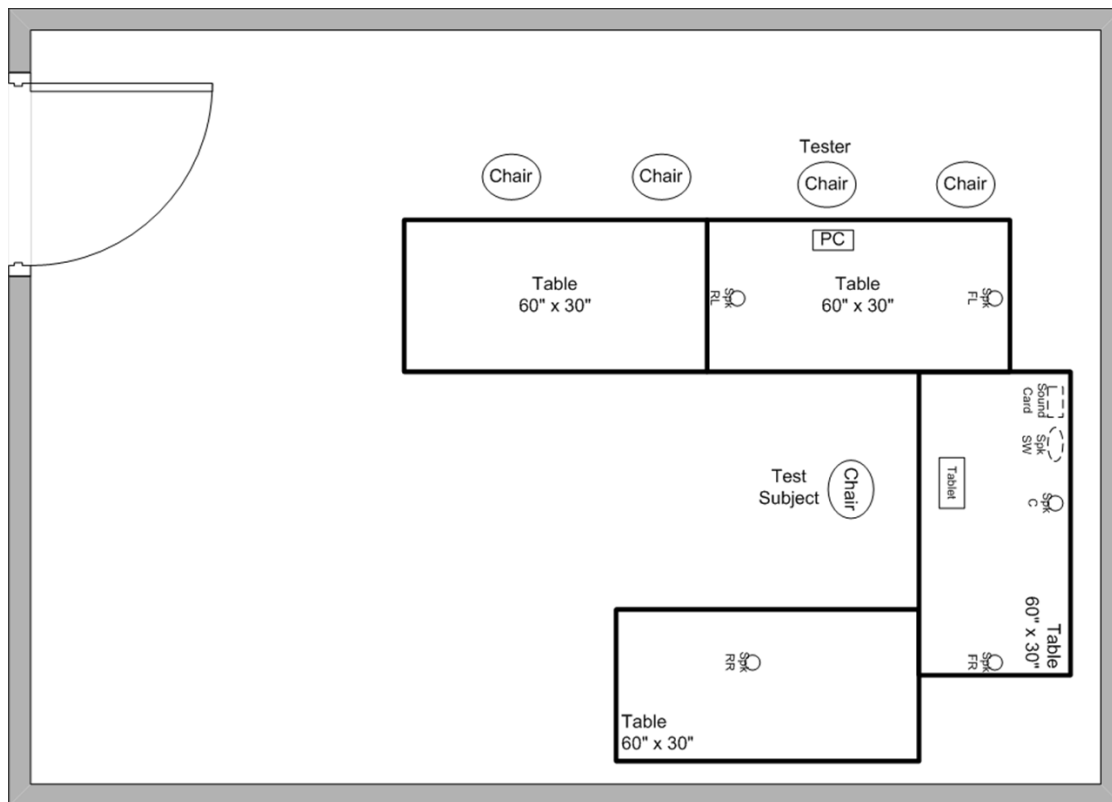 Tester
Chair
Chair
Chair
Chair
PC
Table
60" x 30"
Spk
RL
Table
60" x 30"
Spk
FL
Sound
Card
Spk
SW
Test
Subject
Chair
Tablet
Spk
C
Table
60" x 30"
Spk
RR
Spk
FR
Table
60" x 30"